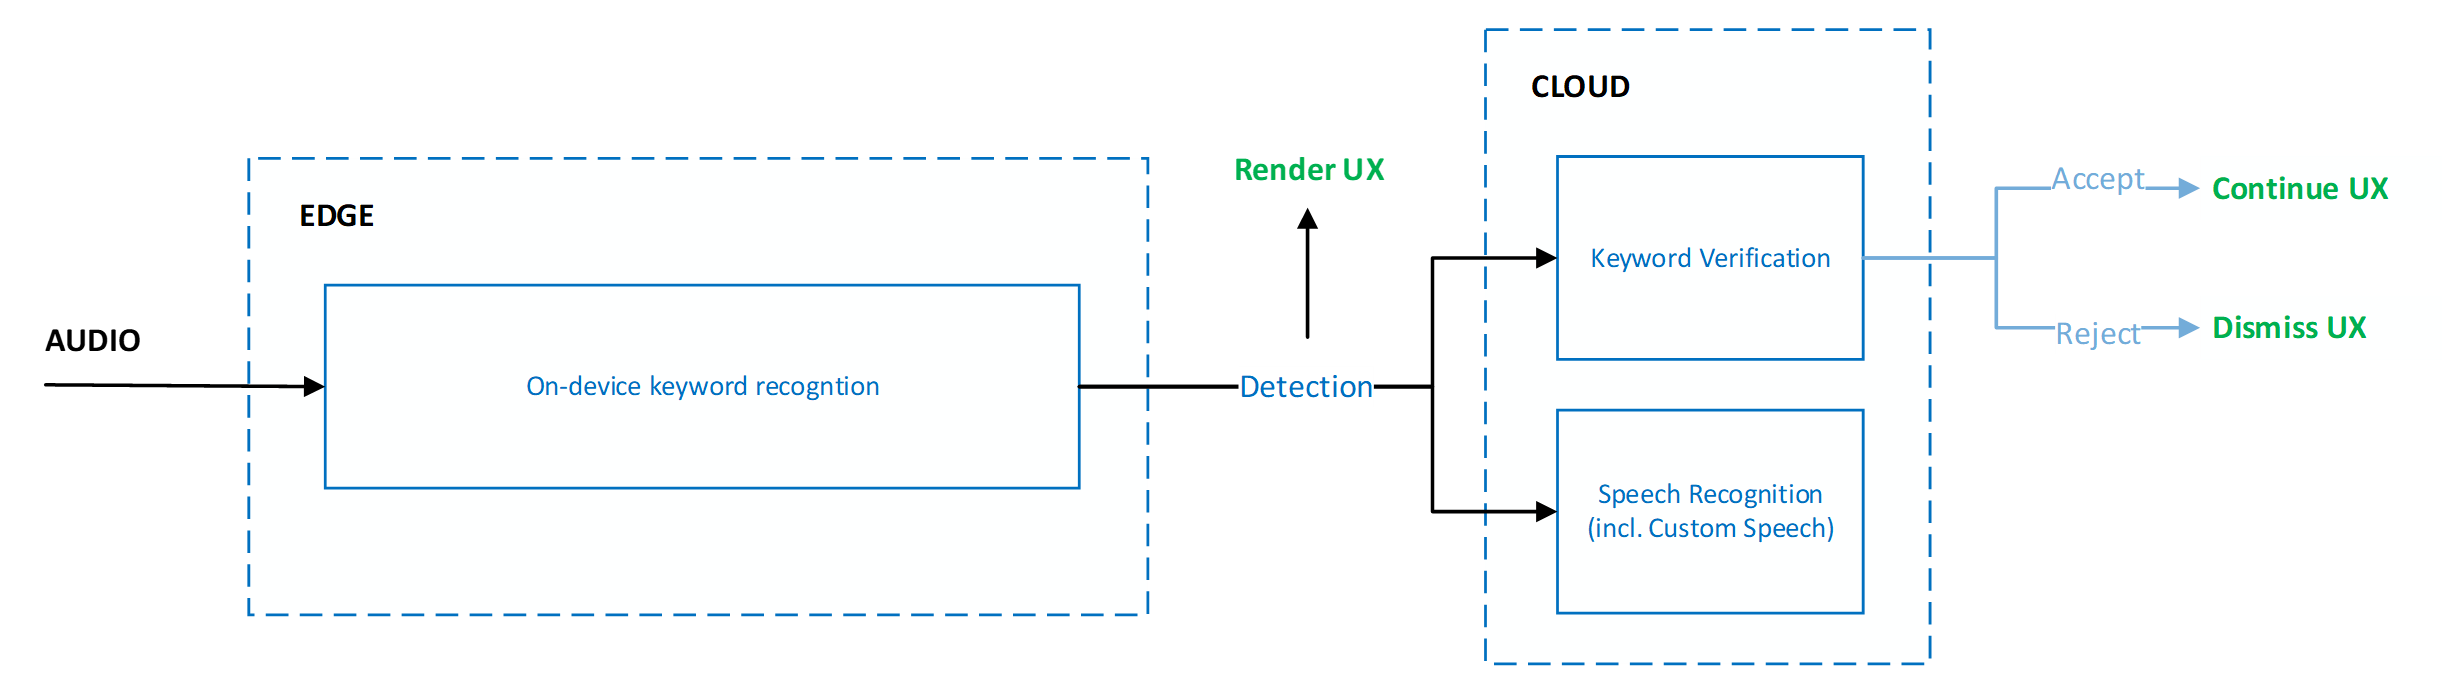 AUDIO
EDGE
On-device keyword recogntion
Render UX
Detection
CLOUD
Keyword Verification
Speech Recognition
(incl. Custom Speech)
Accept
Continue UX
Reject
Dismiss UX